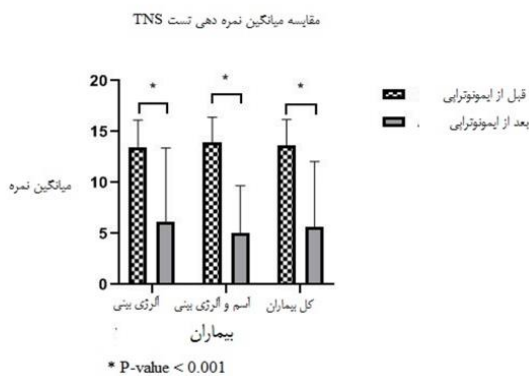 مقایسه میانگین نمره دهی تست TNS
قبل از ایمونوتراپی
بعد از ایمونوتراپی
میانگین نمره
20
15
10
5
0
*
*
*
آلرژی بینی
آسم و آلرژی بینی
کل بیماران
بیماران
* P-value < 0.001